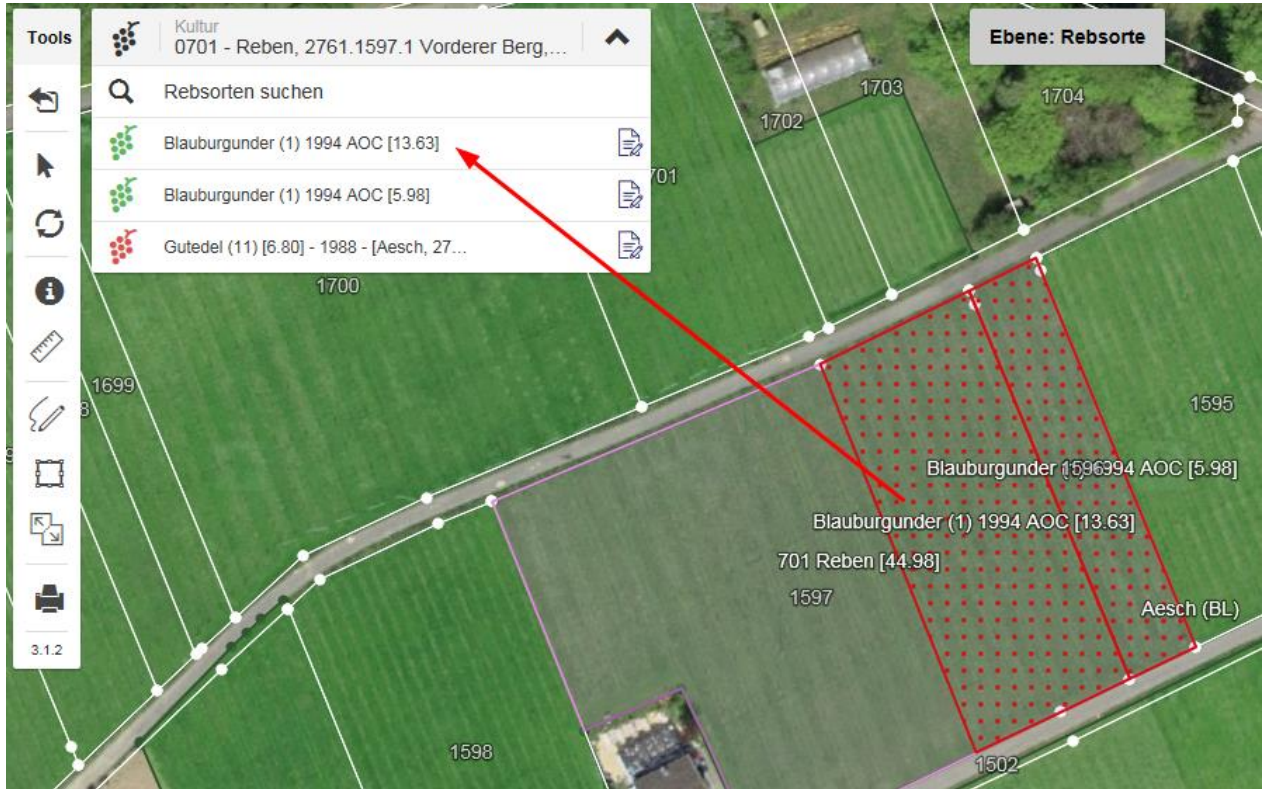 Tools
Kultur
0701 - Reben, 2761.1597.1 Vorderer Berg,...
Ebene: Rebsorte
Rebsorten suchen
Blauburgunder (1) 1994 AOC [13.63]
Blauburgunder (1) 1994 AOC [5.98]
Gutedel (11) [6.80] - 1988 - [Aesch, 27...
3.1.2
1703
1704
1702
701
1700
1699
8
1595
Blauburgunder (1) 1994 AOC [5.98]
1596
Blauburgunder (1) 1994 AOC [13.63]
701 Reben [44.98]
1597
Aesch (BL)
1598
1502